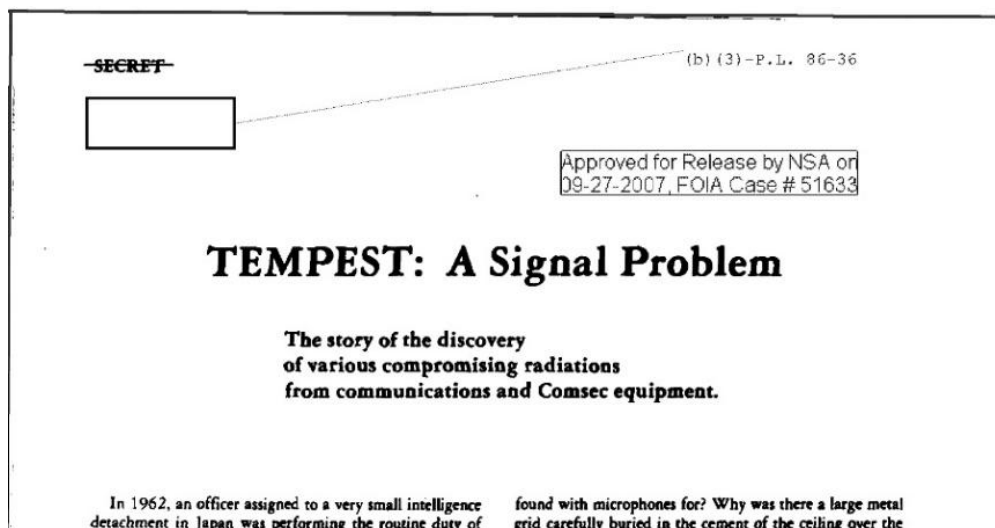 SECRET
(b) (3)-P.L. 86-36
Approved for Release by NSA on
09-27-2007, FOIA Case # 51633
TEMPEST: A Signal Problem
The story of the discovery
of various compromising radiations
from communications and Comsec equipment.
In 1962, an officer assigned to a very small intelligence
detachment in Japan was performing the routine duty of
found with microphones for? Why was there a large metal
grid carefully buried in the cement of the ceiling over the